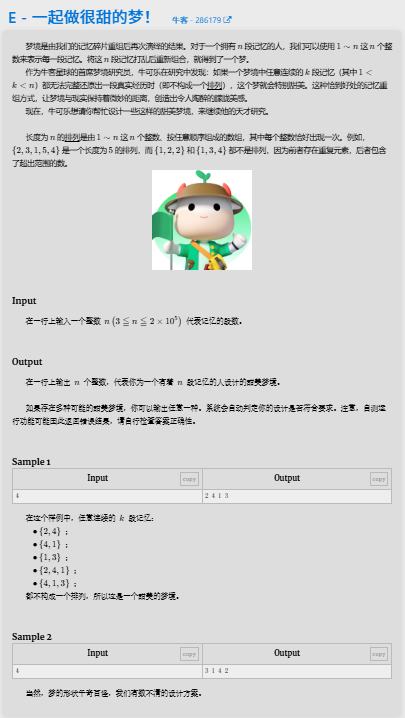 E - 一起做很甜的梦！ 牛客 - 286179
梦境是由我们的记忆碎片重组后再次演绎的结果。对于一个拥有 n 段记忆的人，我们可以使用 1 ~ n 这 n 个整
数来表示每一段记忆。将这 n 段记忆打乱后重新组合，就得到了一个梦。
作为牛客星球的首席梦境研究员，牛可乐在研究中发现：如果一个梦境中任意连续的 k 段记忆（其中 1 <
k < n）都无法完整还原出一段真实经历时（即不构成一个排列），这个梦就会特别甜美。这种恰到好处的记忆重
组方式，让梦境与现实保持着微妙的距离，创造出令人陶醉的朦胧美感。
现在，牛可乐想请你帮忙设计一些这样的甜美梦境，来继续他的天才研究。
长度为 n 的排列是由 1 ~ n 这 n 个整数、按任意顺序组成的数组，其中每个整数恰好出现一次。例如，
{2, 3, 1, 5, 4} 是一个长度为 5 的排列，而 {1, 2, 2} 和 {1, 3, 4} 都不是排列，因为前者存在重复元素，后者包含
了超出范围的数。
Input
在一行上输入一个整数 n (3 ≦ n ≦ 2 × 10⁵) 代表记忆的段数。
Output
在一行上输出 n 个整数，代表你为一个有着 n 段记忆的人设计的甜美梦境。
如果存在多种可能的甜美梦境，你可以输出任意一种。系统会自动判定你的设计是否符合要求。注意，自测运
行功能可能因此返回错误结果，请自行检查答案正确性。
Sample 1
Input copy Output copy
4 2 4 1 3
在这个样例中，任意连续的 k 段记忆：
● {2, 4} ；
● {4, 1} ；
● {1, 3} ；
● {2, 4, 1} ；
● {4, 1, 3} ；
都不构成一个排列，所以这是一个甜美的梦境。
Sample 2
Input copy Output copy
4 3 1 4 2
当然，梦的形状千奇百怪，我们有数不清的设计方案。